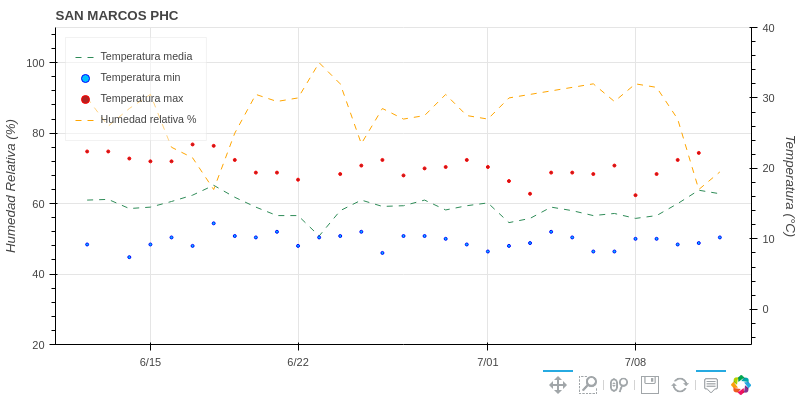 SAN MARCOS PHC
Temperatura media
Temperatura min
Temperatura max
Humedad relativa %
Humedad Relativa (%)
100
80
60
40
20
40
30
20
10
0
Temperatura (°C)
6/15
6/22
7/01
7/08